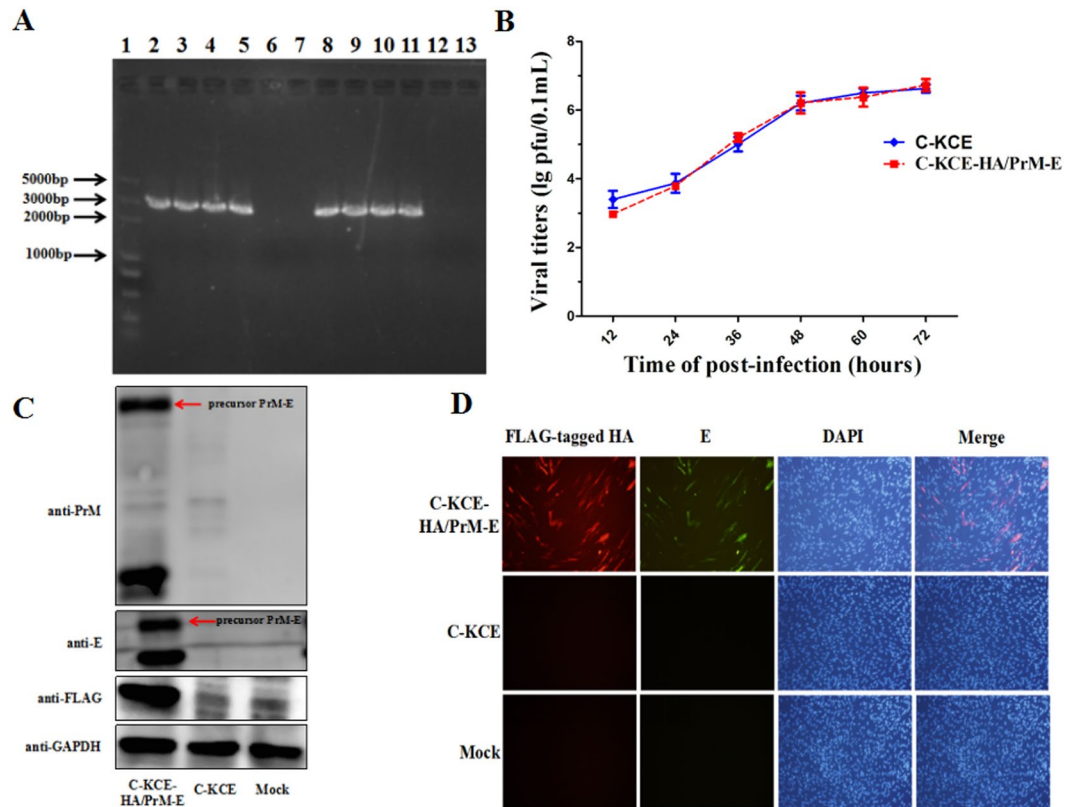 A
1 2 3 4 5 6 7 8 9 10 11 12 13
5000bp
3000bp
2000bp
1000bp
B
Viral titers (lg pfu/0.1mL)
8
6
4
2
0
12 24 36 48 60 72
Time of post-infection (hours)
C-KCE
C-KCE-HA/PrM-E
C
precursor PrM-E
anti-PrM
precursor PrM-E
anti-E
anti-FLAG
anti-GAPDH
C-KCE-
HA/PrM-E
C-KCE
Mock
D
FLAG-tagged HA E DAPI Merge
C-KCE-
HA/PrM-E
C-KCE
Mock